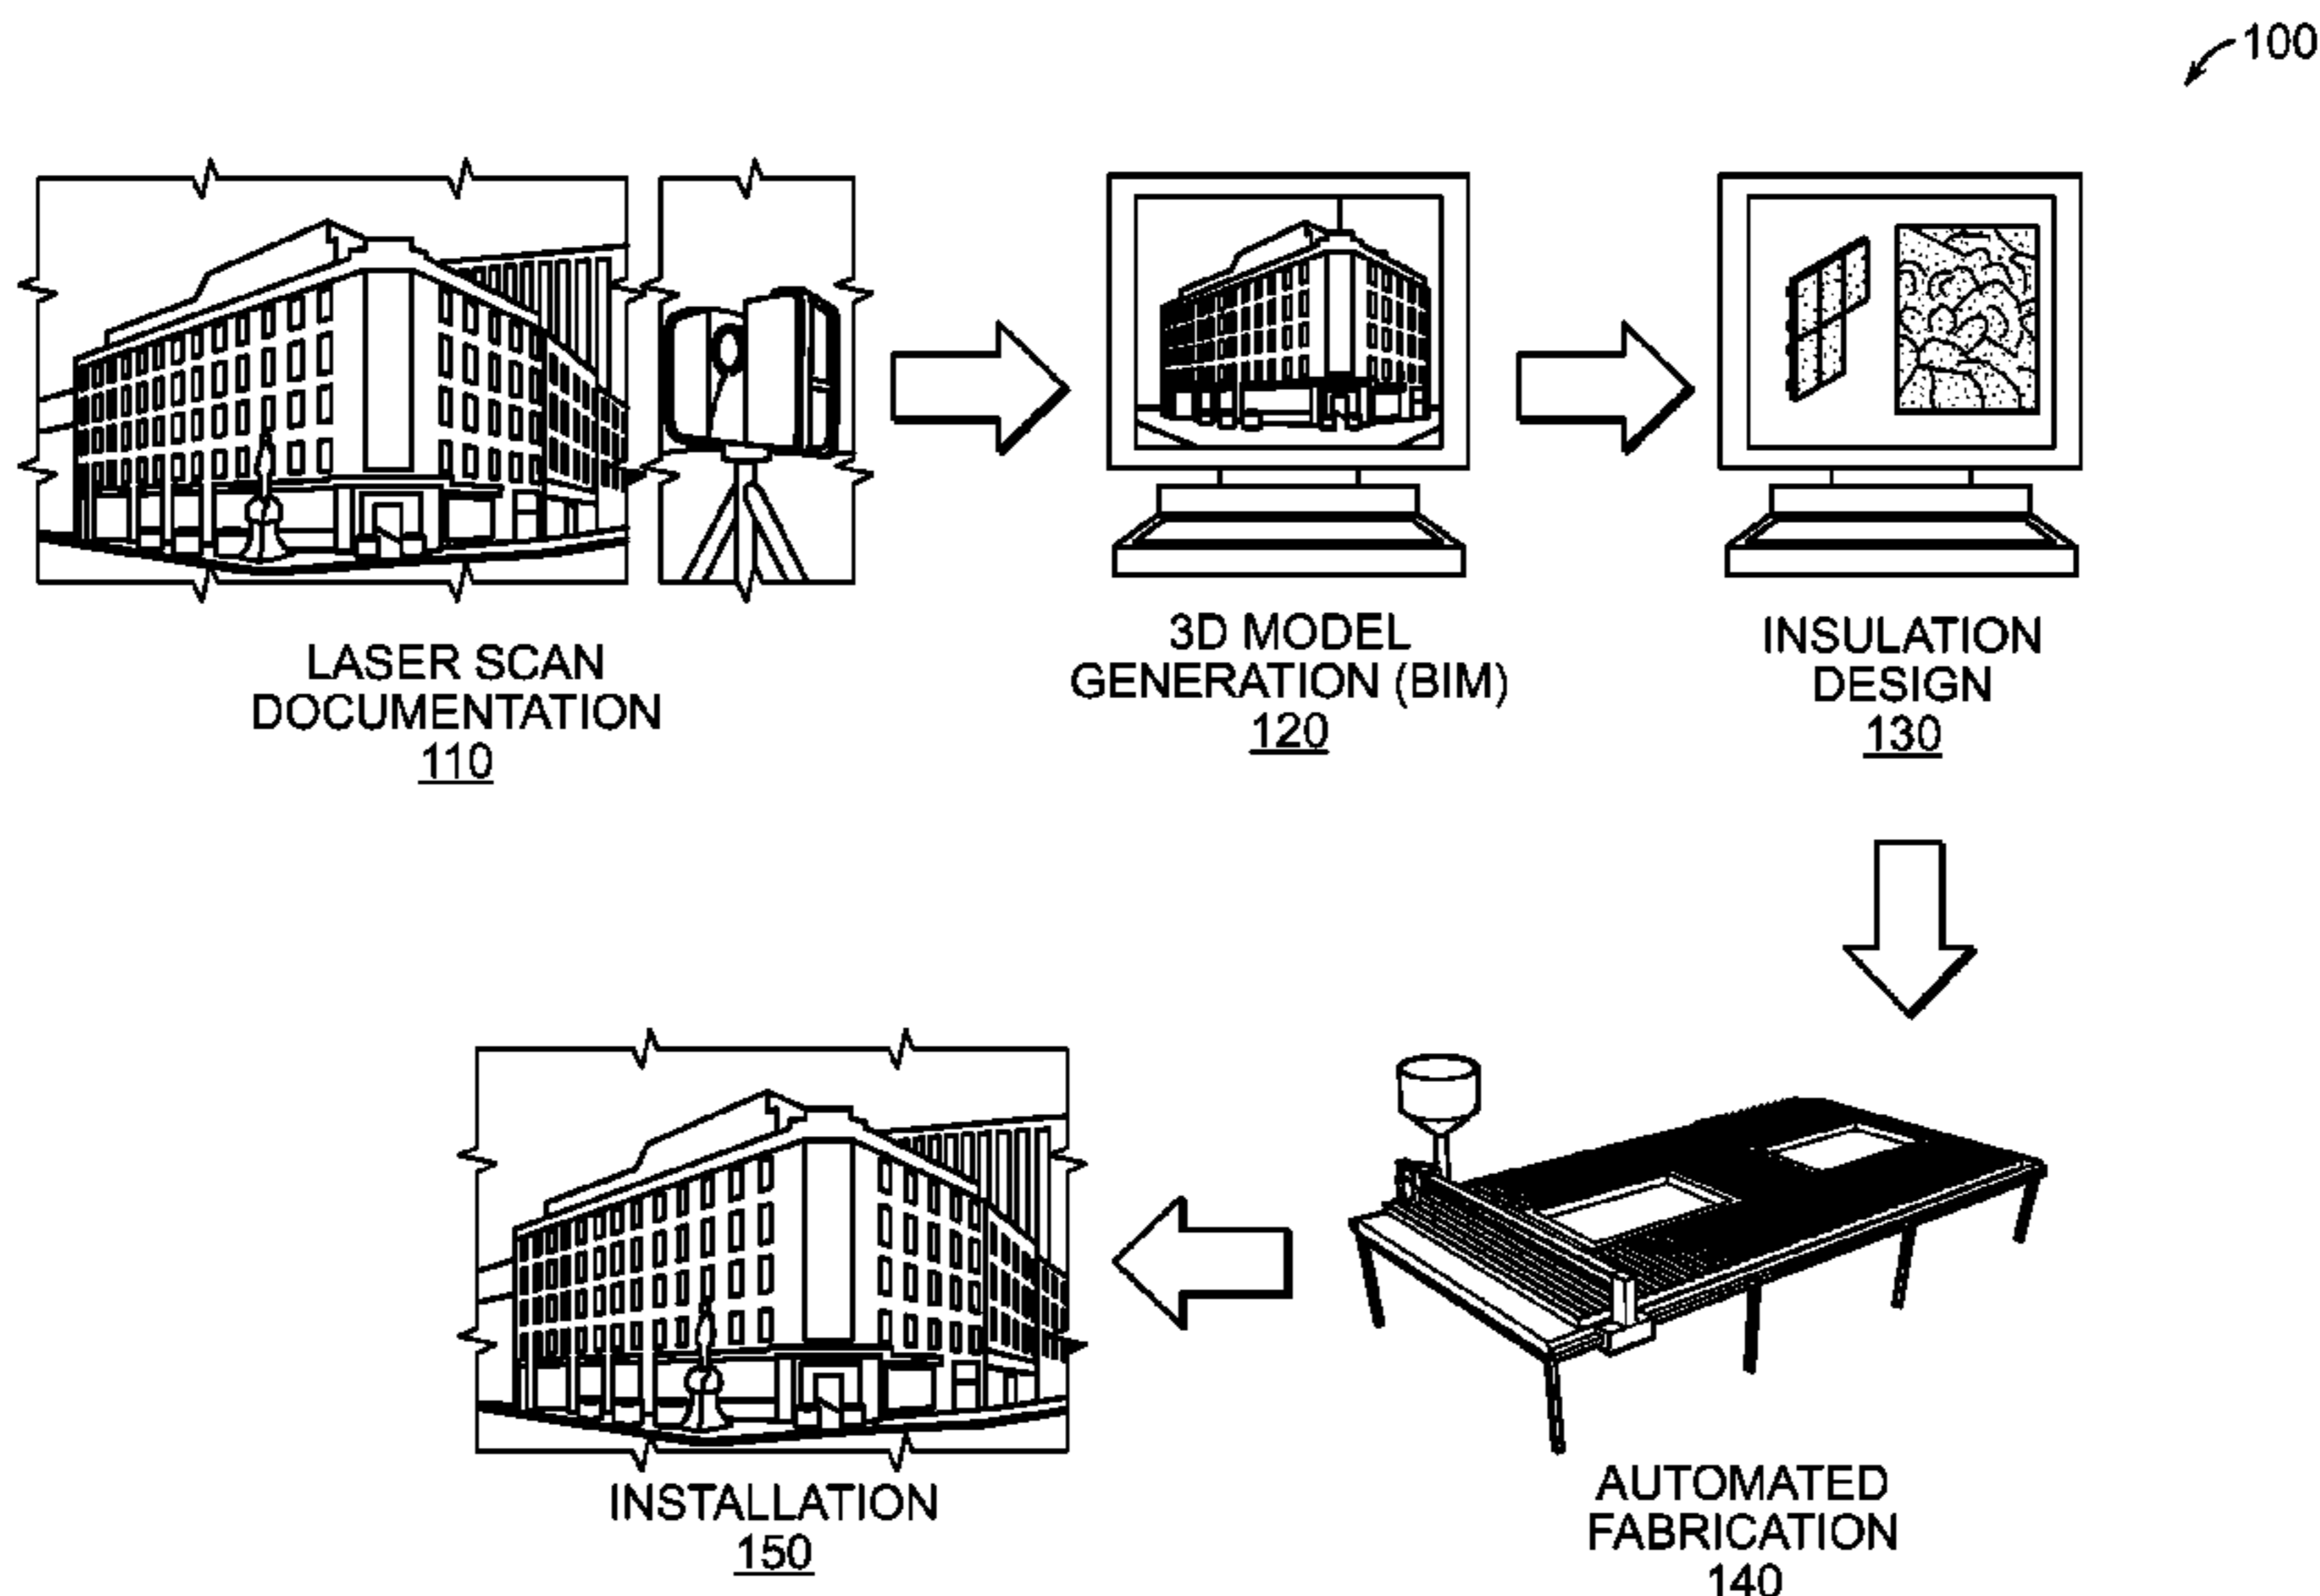 100
LASER SCAN
DOCUMENTATION
110
3D MODEL
GENERATION (BIM)
120
INSULATION
DESIGN
130
INSTALLATION
150
AUTOMATED
FABRICATION
140